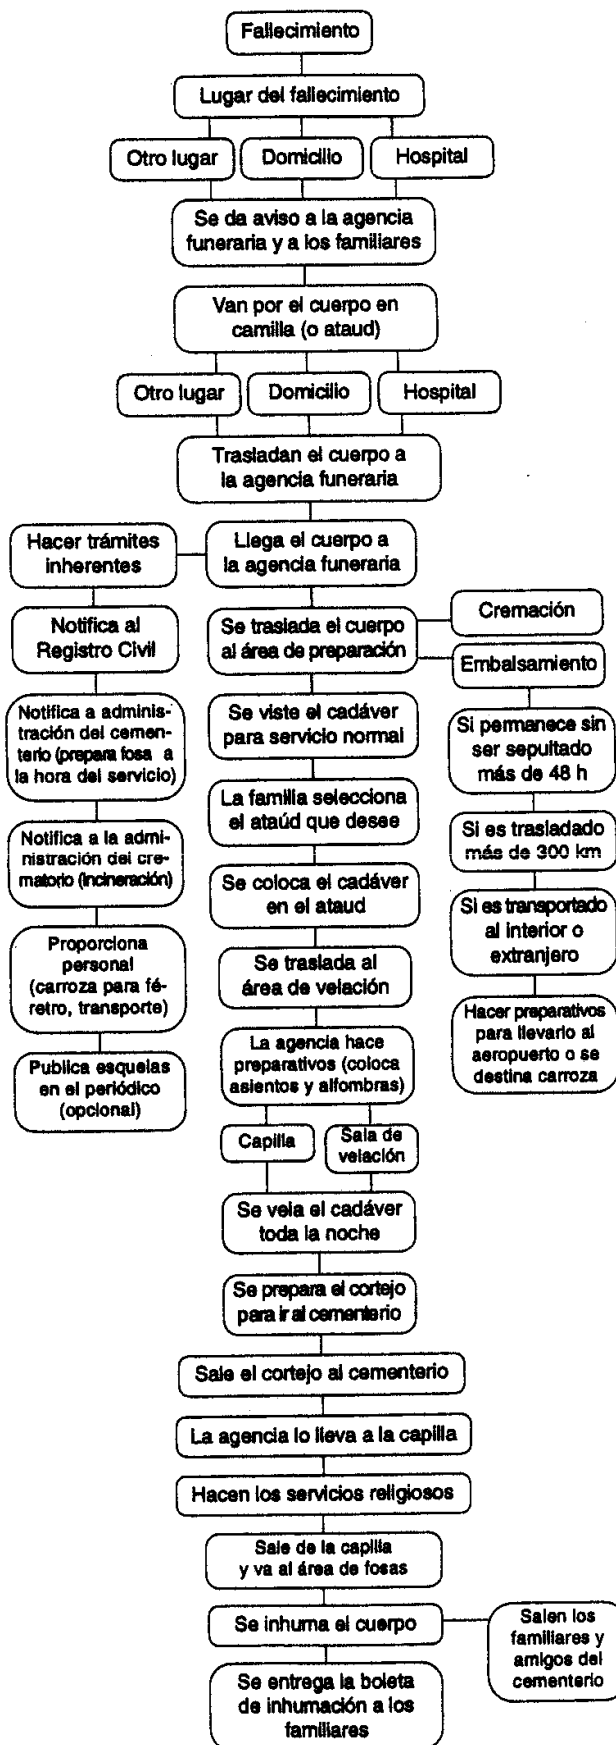 Fallecimiento
Lugar del fallecimiento
Otro lugar
Domicilio
Hospital
Se da aviso a la agencia
funeraria y a los familiares
Van por el cuerpo en
camilla (o ataud)
Otro lugar
Domicilio
Hospital
Trasladan el cuerpo a
la agencia funeraria
Hacer trámites
inherentes
Llega el cuerpo a
la agencia funeraria
Notifica al
Registro Civil
Se traslada el cuerpo
al área de preparación
Cremación
Embalsamiento
Notifica a adminis-
tración del cemen-
terio (prepara fosa a
la hora del servicio)
Se viste el cadáver
para servicio normal
Si permanece sin
ser sepultado
más de 48 h
La familia selecciona
el ataúd que desee
Si es trasladado
más de 300 km
Notifica a la admi-
nistración del cre-
matorio (incineración)
Se coloca el cadáver
en el ataud
Si es transportado
al interior o
extranjero
Proporciona
personal
(carroza para fé-
retro, transporte)
Se traslada al
área de velación
Hacer preparativos
para llevarlo al
aeropuerto o se
destina carroza
Publica esquelas
en el periódico
(opcional)
La agencia hace
preparativos (coloca
asientos y alfombras)
Capilla
Sala de
velación
Se vela el cadáver
toda la noche
Se prepara el cortejo
para ir al cementerio
Sale el cortejo al cementerio
La agencia lo lleva a la capilla
Hacen los servicios religiosos
Sale de la capilla
y va al área de fosas
Se inhuma el cuerpo
Salen los
familiares y
amigos del
cementerio
Se entrega la boleta
de inhumación a los
familiares